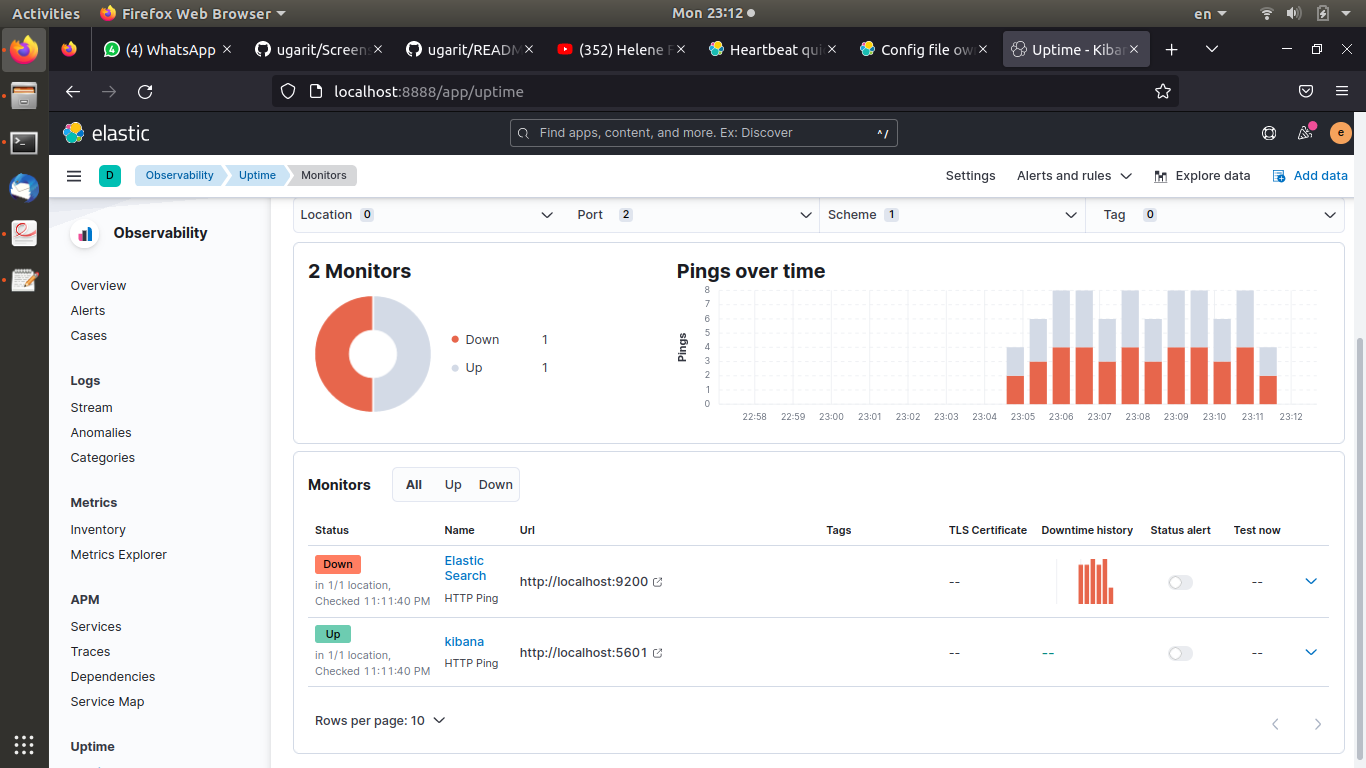 Activities Firefox Web Browser Mon 23:12 en
(4) WhatsApp ugarit/Screens ugarit/READM (352) Helene F Heartbeat qui Config file ow Uptime - Kibar
localhost:8888/app/uptime
elastic Find apps, content, and more. Ex: Discover ^/ e
D Observability Uptime Monitors Settings Alerts and rules Explore data Add data
Location 0 Port 2 Scheme 1 Tag 0
Observability
Overview
Alerts
Cases
Logs
Stream
Anomalies
Categories
Metrics
Inventory
Metrics Explorer
APM
Services
Traces
Dependencies
Service Map
Uptime
2 Monitors
Down 1
Up 1
Pings over time
Pings
8
7
6
5
4
3
2
1
0
22:58 22:59 23:00 23:01 23:02 23:03 23:04 23:05 23:06 23:07 23:08 23:09 23:10 23:11 23:12
Monitors All Up Down
Status Name Url Tags TLS Certificate Downtime history Status alert Test now
Down
in 1/1 location,
Checked 11:11:40 PM
Elastic
Search
HTTP Ping
http://localhost:9200 -- --
Up
in 1/1 location,
Checked 11:11:40 PM
kibana
HTTP Ping
http://localhost:5601 -- -- --
Rows per page: 10